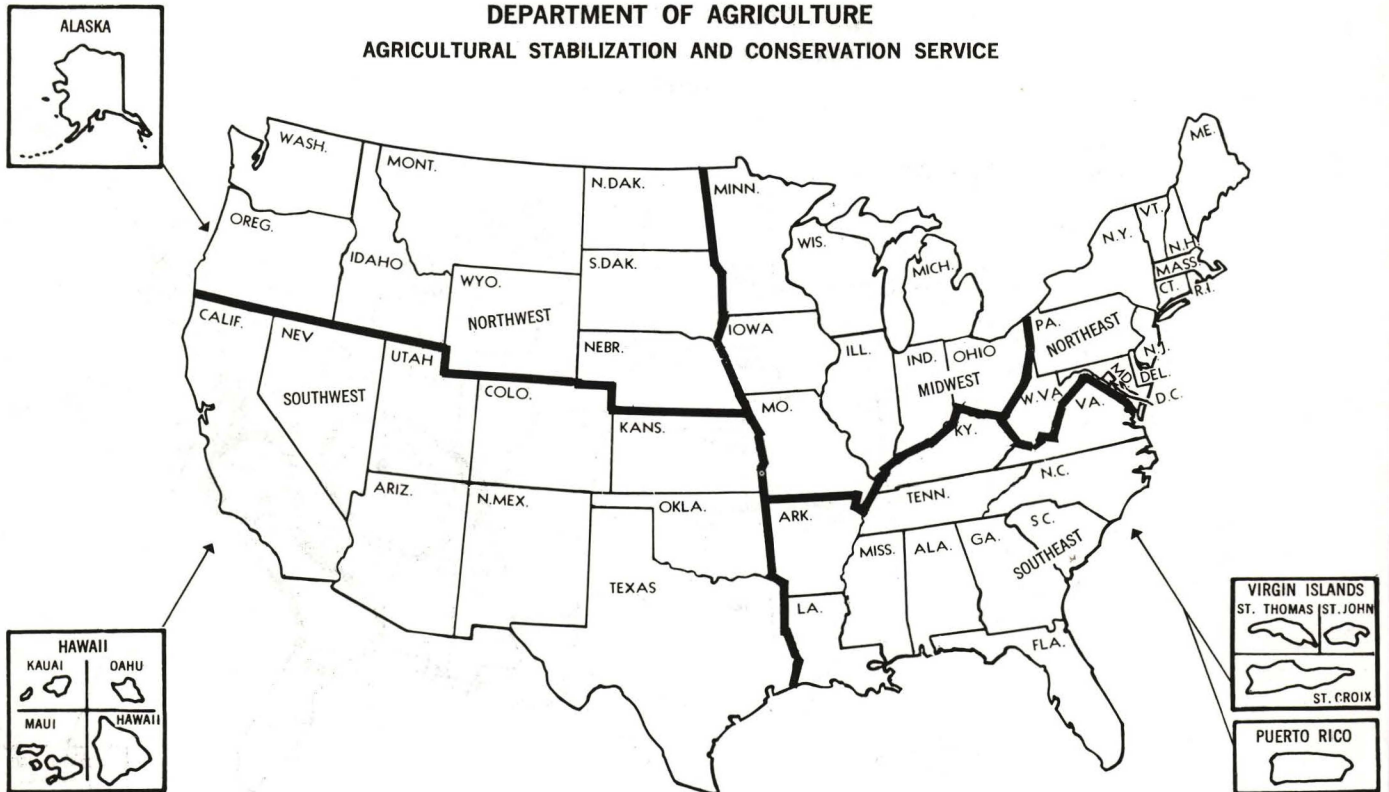 DEPARTMENT OF AGRICULTURE
AGRICULTURAL STABILIZATION AND CONSERVATION SERVICE
ALASKA
WASH.
MONT.
N.DAK.
MINN.
ME.
OREG.
IDAHO
WYO.
S.DAK.
WIS.
MICH.
N.Y.
VT.
N.H.
MASS.
CT.
R.I.
NORTHWEST
CALIF.
NEV
UTAH
NEBR.
IOWA
ILL.
IND.
OHIO
PA.
NORTHEAST
N.J.
MIDWEST
MD.
DEL.
D.C.
SOUTHWEST
COLO.
KANS.
MO.
KY.
W.VA.
VA.
ARIZ.
N.MEX.
OKLA.
ARK.
TENN.
N.C.
S.C.
SOUTHEAST
TEXAS
LA.
MISS.
ALA.
GA.
FLA.
HAWAII
KAUAI
OAHU
MAUI
HAWAII
VIRGIN ISLANDS
ST. THOMAS
ST. JOHN
ST. CROIX
PUERTO RICO